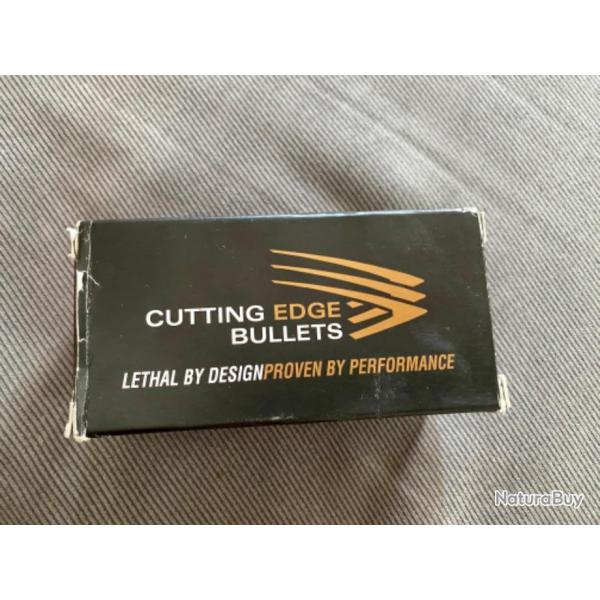 CUTTING EDGE
BULLETS
LETHAL BY DESIGNPROVEN BY PERFORMANCE
NaturaBuy